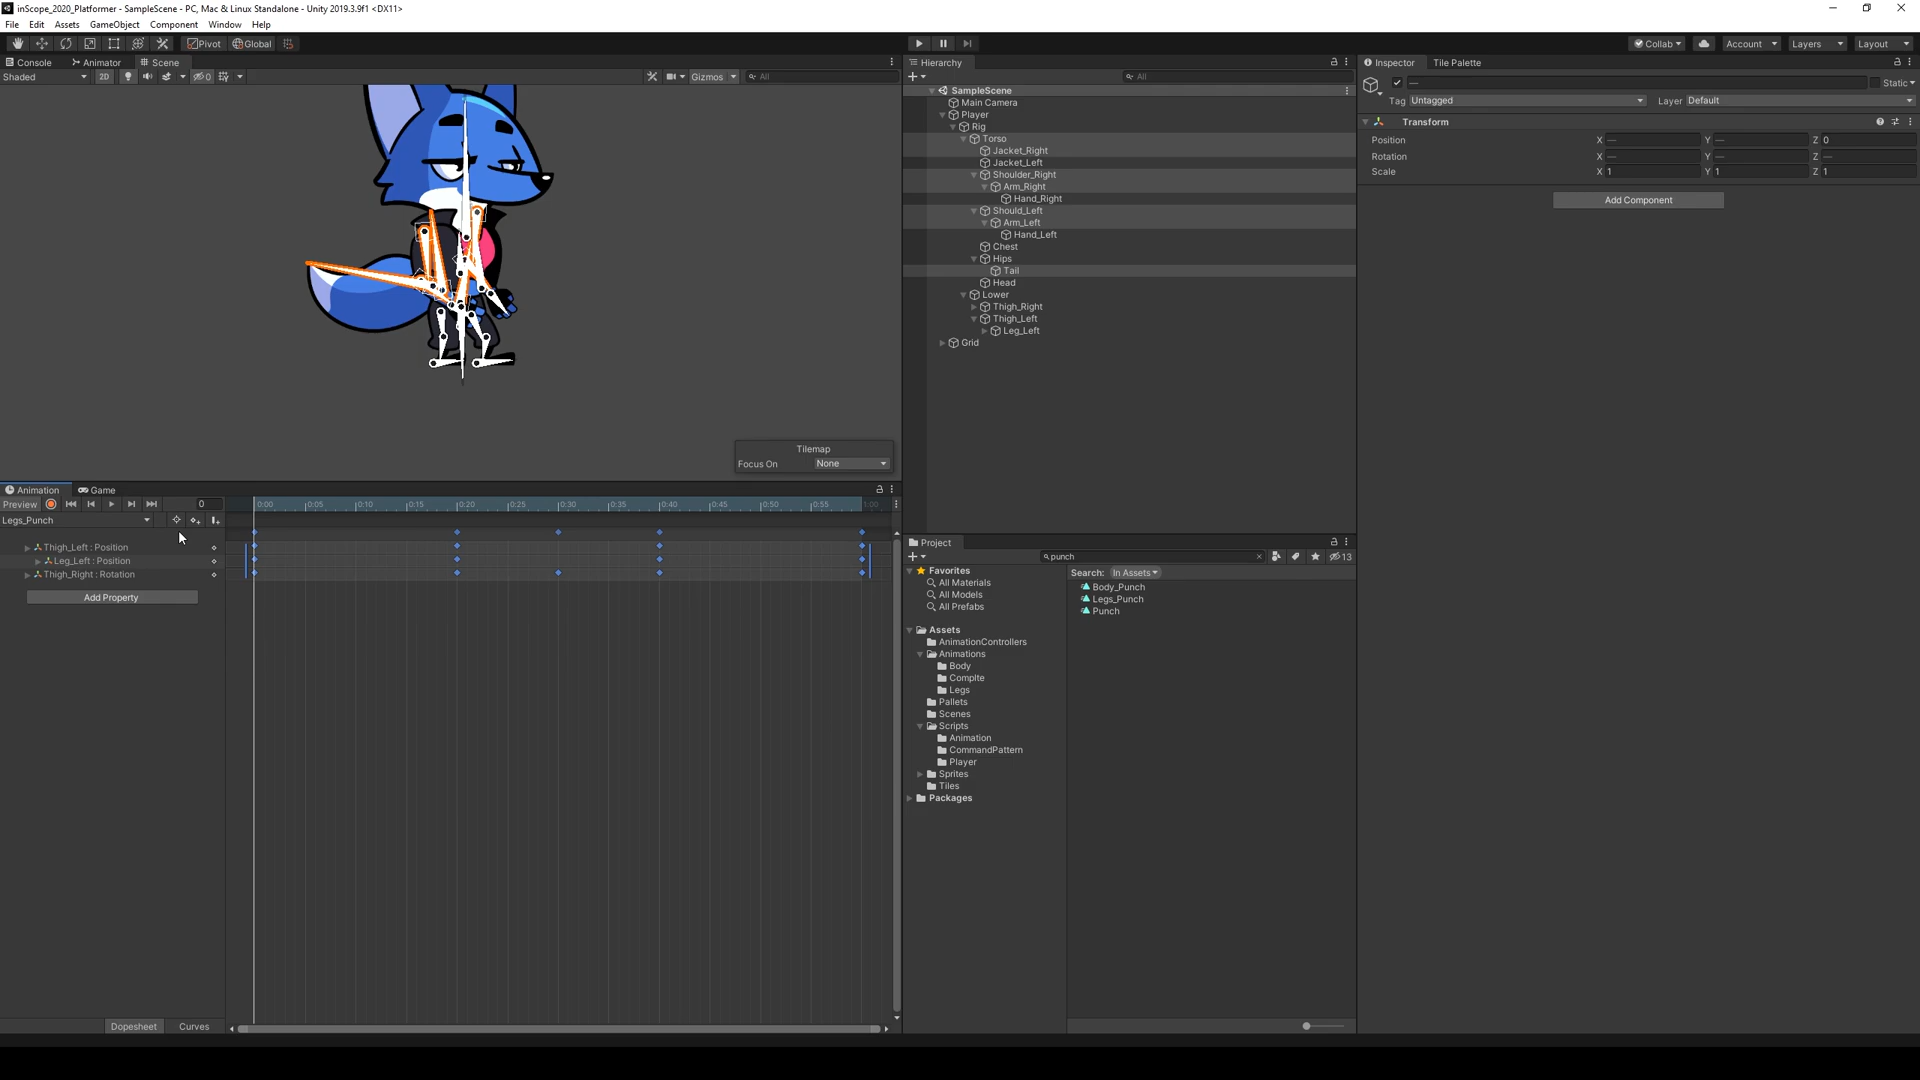 inScope_2020_Platformer - SampleScene - PC, Mac & Linux Standalone - Unity 2019.3.9f1 <DX11>
File Edit Assets GameObject Component Window Help
Pivot Global
Collab Account Layers Layout
Console Animator Scene
Shaded 2D 0 Gizmos All
Tilemap
Focus On None
Hierarchy
All
SampleScene
Main Camera
Player
Rig
Torso
Jacket_Right
Jacket_Left
Shoulder_Right
Arm_Right
Hand_Right
Should_Left
Arm_Left
Hand_Left
Chest
Hips
Tail
Head
Lower
Thigh_Right
Thigh_Left
Leg_Left
Grid
Inspector Tile Palette
Static
Tag Untagged Layer Default
Transform
Position X — Y — Z 0
Rotation X — Y — Z —
Scale X 1 Y 1 Z 1
Add Component
Animation Game
Preview 0
0:00 0:05 0:10 0:15 0:20 0:25 0:30 0:35 0:40 0:45 0:50 0:55 1:00
Legs_Punch
Thigh_Left : Position
Leg_Left : Position
Thigh_Right : Rotation
Add Property
Dopesheet Curves
Project
punch
13
Favorites
All Materials
All Models
All Prefabs
Assets
AnimationControllers
Animations
Body
Complte
Legs
Pallets
Scenes
Scripts
Animation
CommandPattern
Player
Sprites
Tiles
Packages
Search: In Assets
Body_Punch
Legs_Punch
Punch